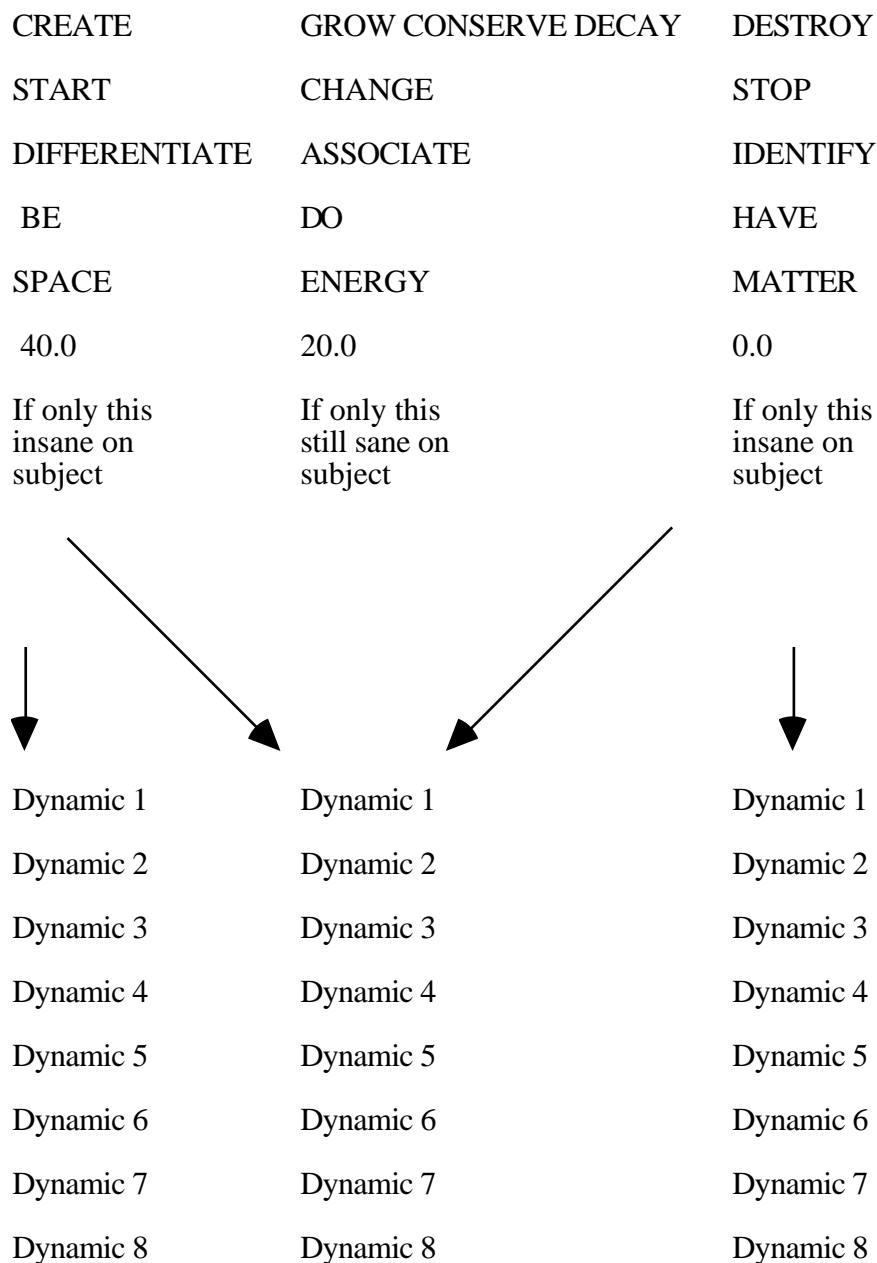 CREATE GROW CONSERVE DECAY DESTROY
START CHANGE STOP
DIFFERENTIATE ASSOCIATE IDENTIFY
BE DO HAVE
SPACE ENERGY MATTER
40.0 20.0 0.0
If only this If only this If only this
insane on still sane on insane on
subject subject subject
Dynamic 1 Dynamic 1 Dynamic 1
Dynamic 2 Dynamic 2 Dynamic 2
Dynamic 3 Dynamic 3 Dynamic 3
Dynamic 4 Dynamic 4 Dynamic 4
Dynamic 5 Dynamic 5 Dynamic 5
Dynamic 6 Dynamic 6 Dynamic 6
Dynamic 7 Dynamic 7 Dynamic 7
Dynamic 8 Dynamic 8 Dynamic 8